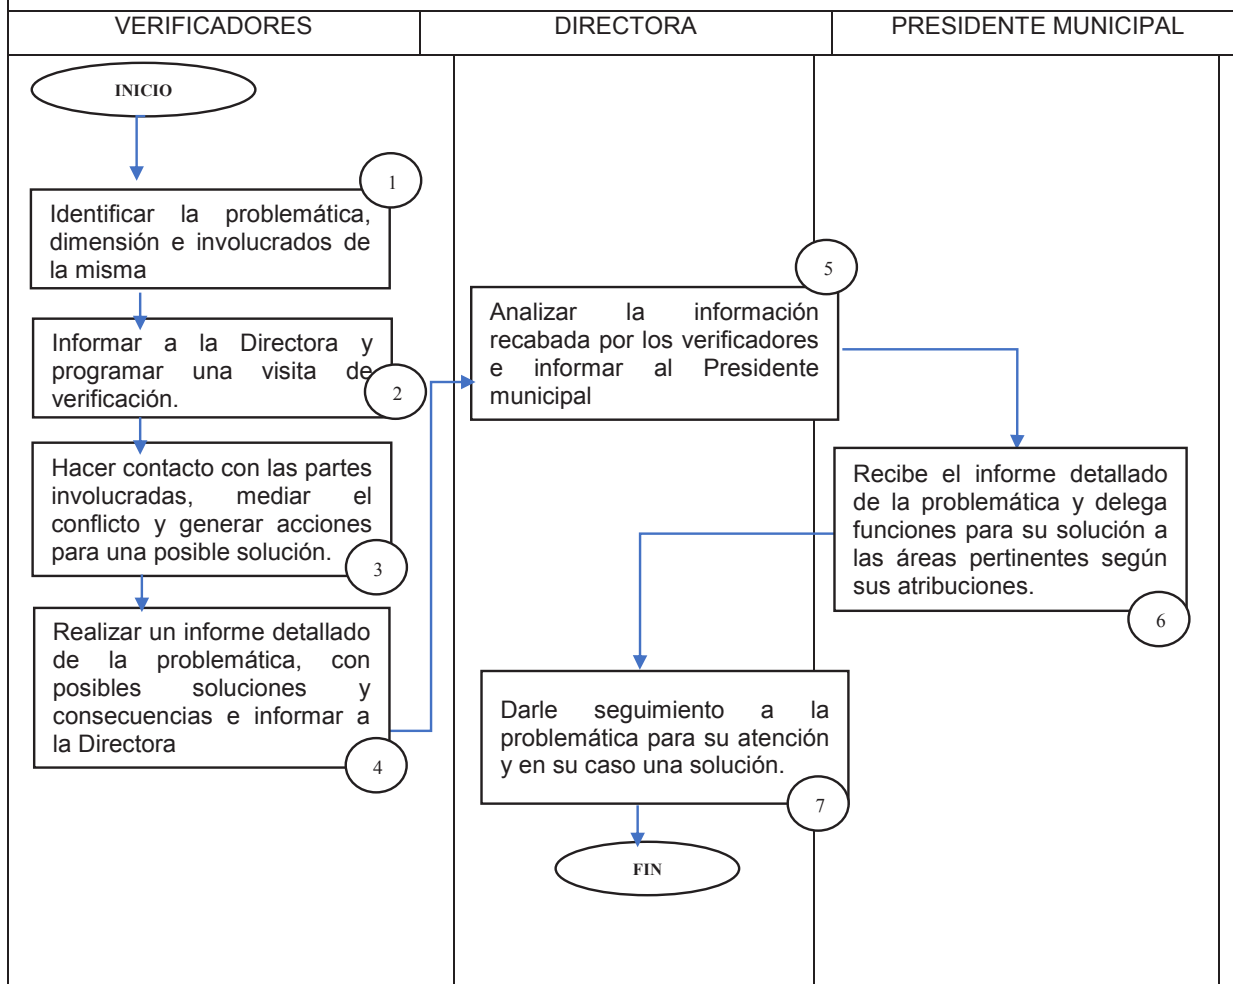 VERIFICADORES
DIRECTORA
PRESIDENTE MUNICIPAL
INICIO
1
Identificar la problemática,
dimensión e involucrados de
la misma
Informar a la Directora y
programar una visita de
verificación.
2
Hacer contacto con las partes
involucradas, mediar el
conflicto y generar acciones
para una posible solución.
3
Realizar un informe detallado
de la problemática, con
posibles soluciones y
consecuencias e informar a
la Directora
4
5
Analizar la información
recabada por los verificadores
e informar al Presidente
municipal
Recibe el informe detallado
de la problemática y delega
funciones para su solución a
las áreas pertinentes según
sus atribuciones.
6
Darle seguimiento a la
problemática para su atención
y en su caso una solución.
7
FIN